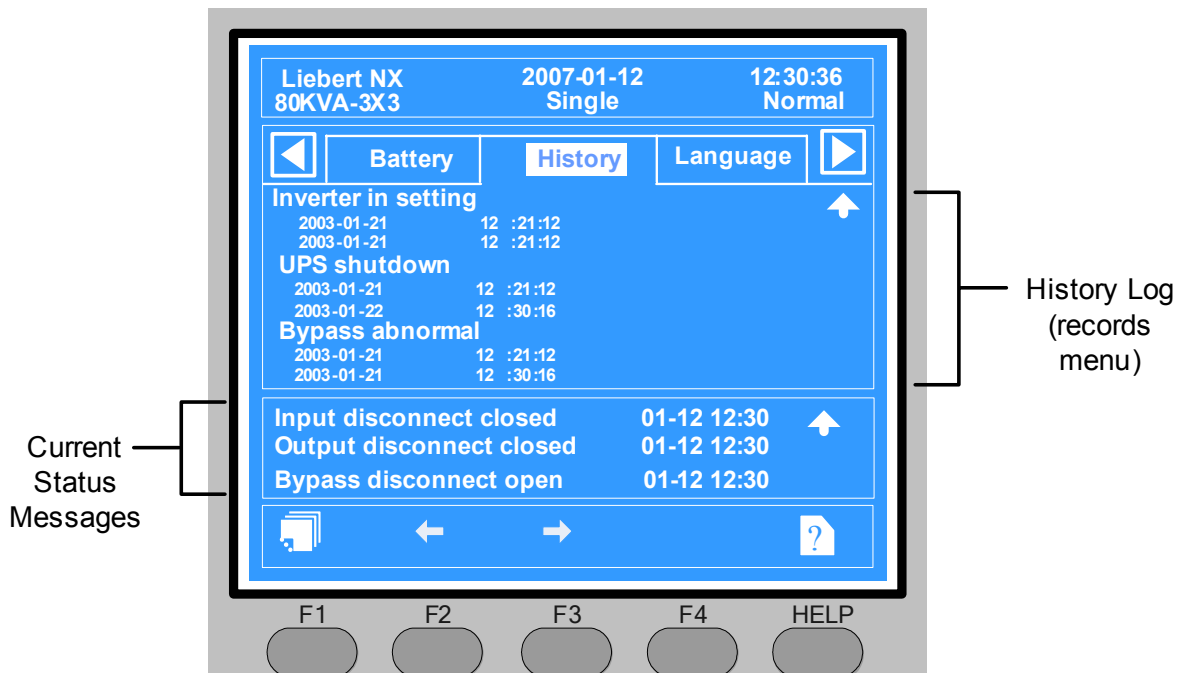 Liebert NX 2007-01-12 12:30:36
80KVA-3X3 Single Normal
Battery History Language
Inverter in setting
2003-01-21 12 :21:12
2003-01-21 12 :21:12
UPS shutdown
2003-01-21 12 :21:12
2003-01-22 12 :30:16
Bypass abnormal
2003-01-21 12 :21:12
2003-01-21 12 :30:16
History Log
(records
menu)
Input disconnect closed 01-12 12:30
Output disconnect closed 01-12 12:30
Bypass disconnect open 01-12 12:30
Current
Status
Messages
?
F1 F2 F3 F4 HELP